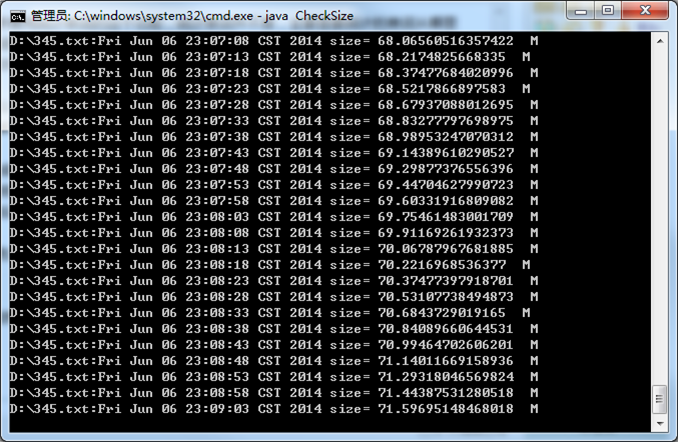 管理员: C:\windows\system32\cmd.exe - java CheckSize
D:\345.txt:Fri Jun 06 23:07:08 CST 2014 size= 68.06560516357422  M
D:\345.txt:Fri Jun 06 23:07:13 CST 2014 size= 68.2174825668335  M
D:\345.txt:Fri Jun 06 23:07:18 CST 2014 size= 68.37477684020996  M
D:\345.txt:Fri Jun 06 23:07:23 CST 2014 size= 68.5217866897583  M
D:\345.txt:Fri Jun 06 23:07:28 CST 2014 size= 68.67937088012695  M
D:\345.txt:Fri Jun 06 23:07:33 CST 2014 size= 68.83277797698975  M
D:\345.txt:Fri Jun 06 23:07:38 CST 2014 size= 68.98953247070312  M
D:\345.txt:Fri Jun 06 23:07:43 CST 2014 size= 69.14389610290527  M
D:\345.txt:Fri Jun 06 23:07:48 CST 2014 size= 69.29877376556396  M
D:\345.txt:Fri Jun 06 23:07:53 CST 2014 size= 69.44704627990723  M
D:\345.txt:Fri Jun 06 23:07:58 CST 2014 size= 69.60331916809082  M
D:\345.txt:Fri Jun 06 23:08:03 CST 2014 size= 69.75461483001709  M
D:\345.txt:Fri Jun 06 23:08:08 CST 2014 size= 69.91169261932373  M
D:\345.txt:Fri Jun 06 23:08:13 CST 2014 size= 70.06787967681885  M
D:\345.txt:Fri Jun 06 23:08:18 CST 2014 size= 70.2216968536377  M
D:\345.txt:Fri Jun 06 23:08:23 CST 2014 size= 70.37477397918701  M
D:\345.txt:Fri Jun 06 23:08:28 CST 2014 size= 70.53107738494873  M
D:\345.txt:Fri Jun 06 23:08:33 CST 2014 size= 70.6843729019165  M
D:\345.txt:Fri Jun 06 23:08:38 CST 2014 size= 70.84089660644531  M
D:\345.txt:Fri Jun 06 23:08:43 CST 2014 size= 70.99464702606201  M
D:\345.txt:Fri Jun 06 23:08:48 CST 2014 size= 71.14011669158936  M
D:\345.txt:Fri Jun 06 23:08:53 CST 2014 size= 71.29318046569824  M
D:\345.txt:Fri Jun 06 23:08:58 CST 2014 size= 71.44387531280518  M
D:\345.txt:Fri Jun 06 23:09:03 CST 2014 size= 71.59695148468018  M